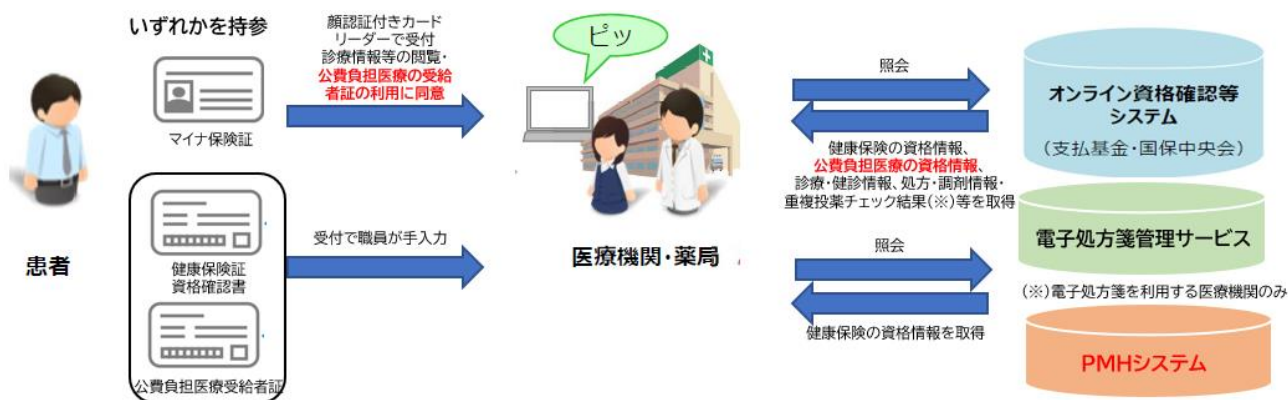 いずれかを持参
マイナ保険証
患者
健康保険証
資格確認書
公費負担医療受給者証
顔認証付きカード
リーダーで受付
診療情報等の閲覧・
公費負担医療の受給
者証の利用に同意
受付で職員が手入力
ピッ
医療機関・薬局
照会
健康保険の資格情報、
公費負担医療の資格情報、
診療・健診情報、処方・調剤情報・
重複投薬チェック結果(※)等を取得
照会
健康保険の資格情報を取得
オンライン資格確認等
システム
(支払基金・国保中央会)
電子処方箋管理サービス
(※)電子処方箋を利用する医療機関のみ
PMHシステム